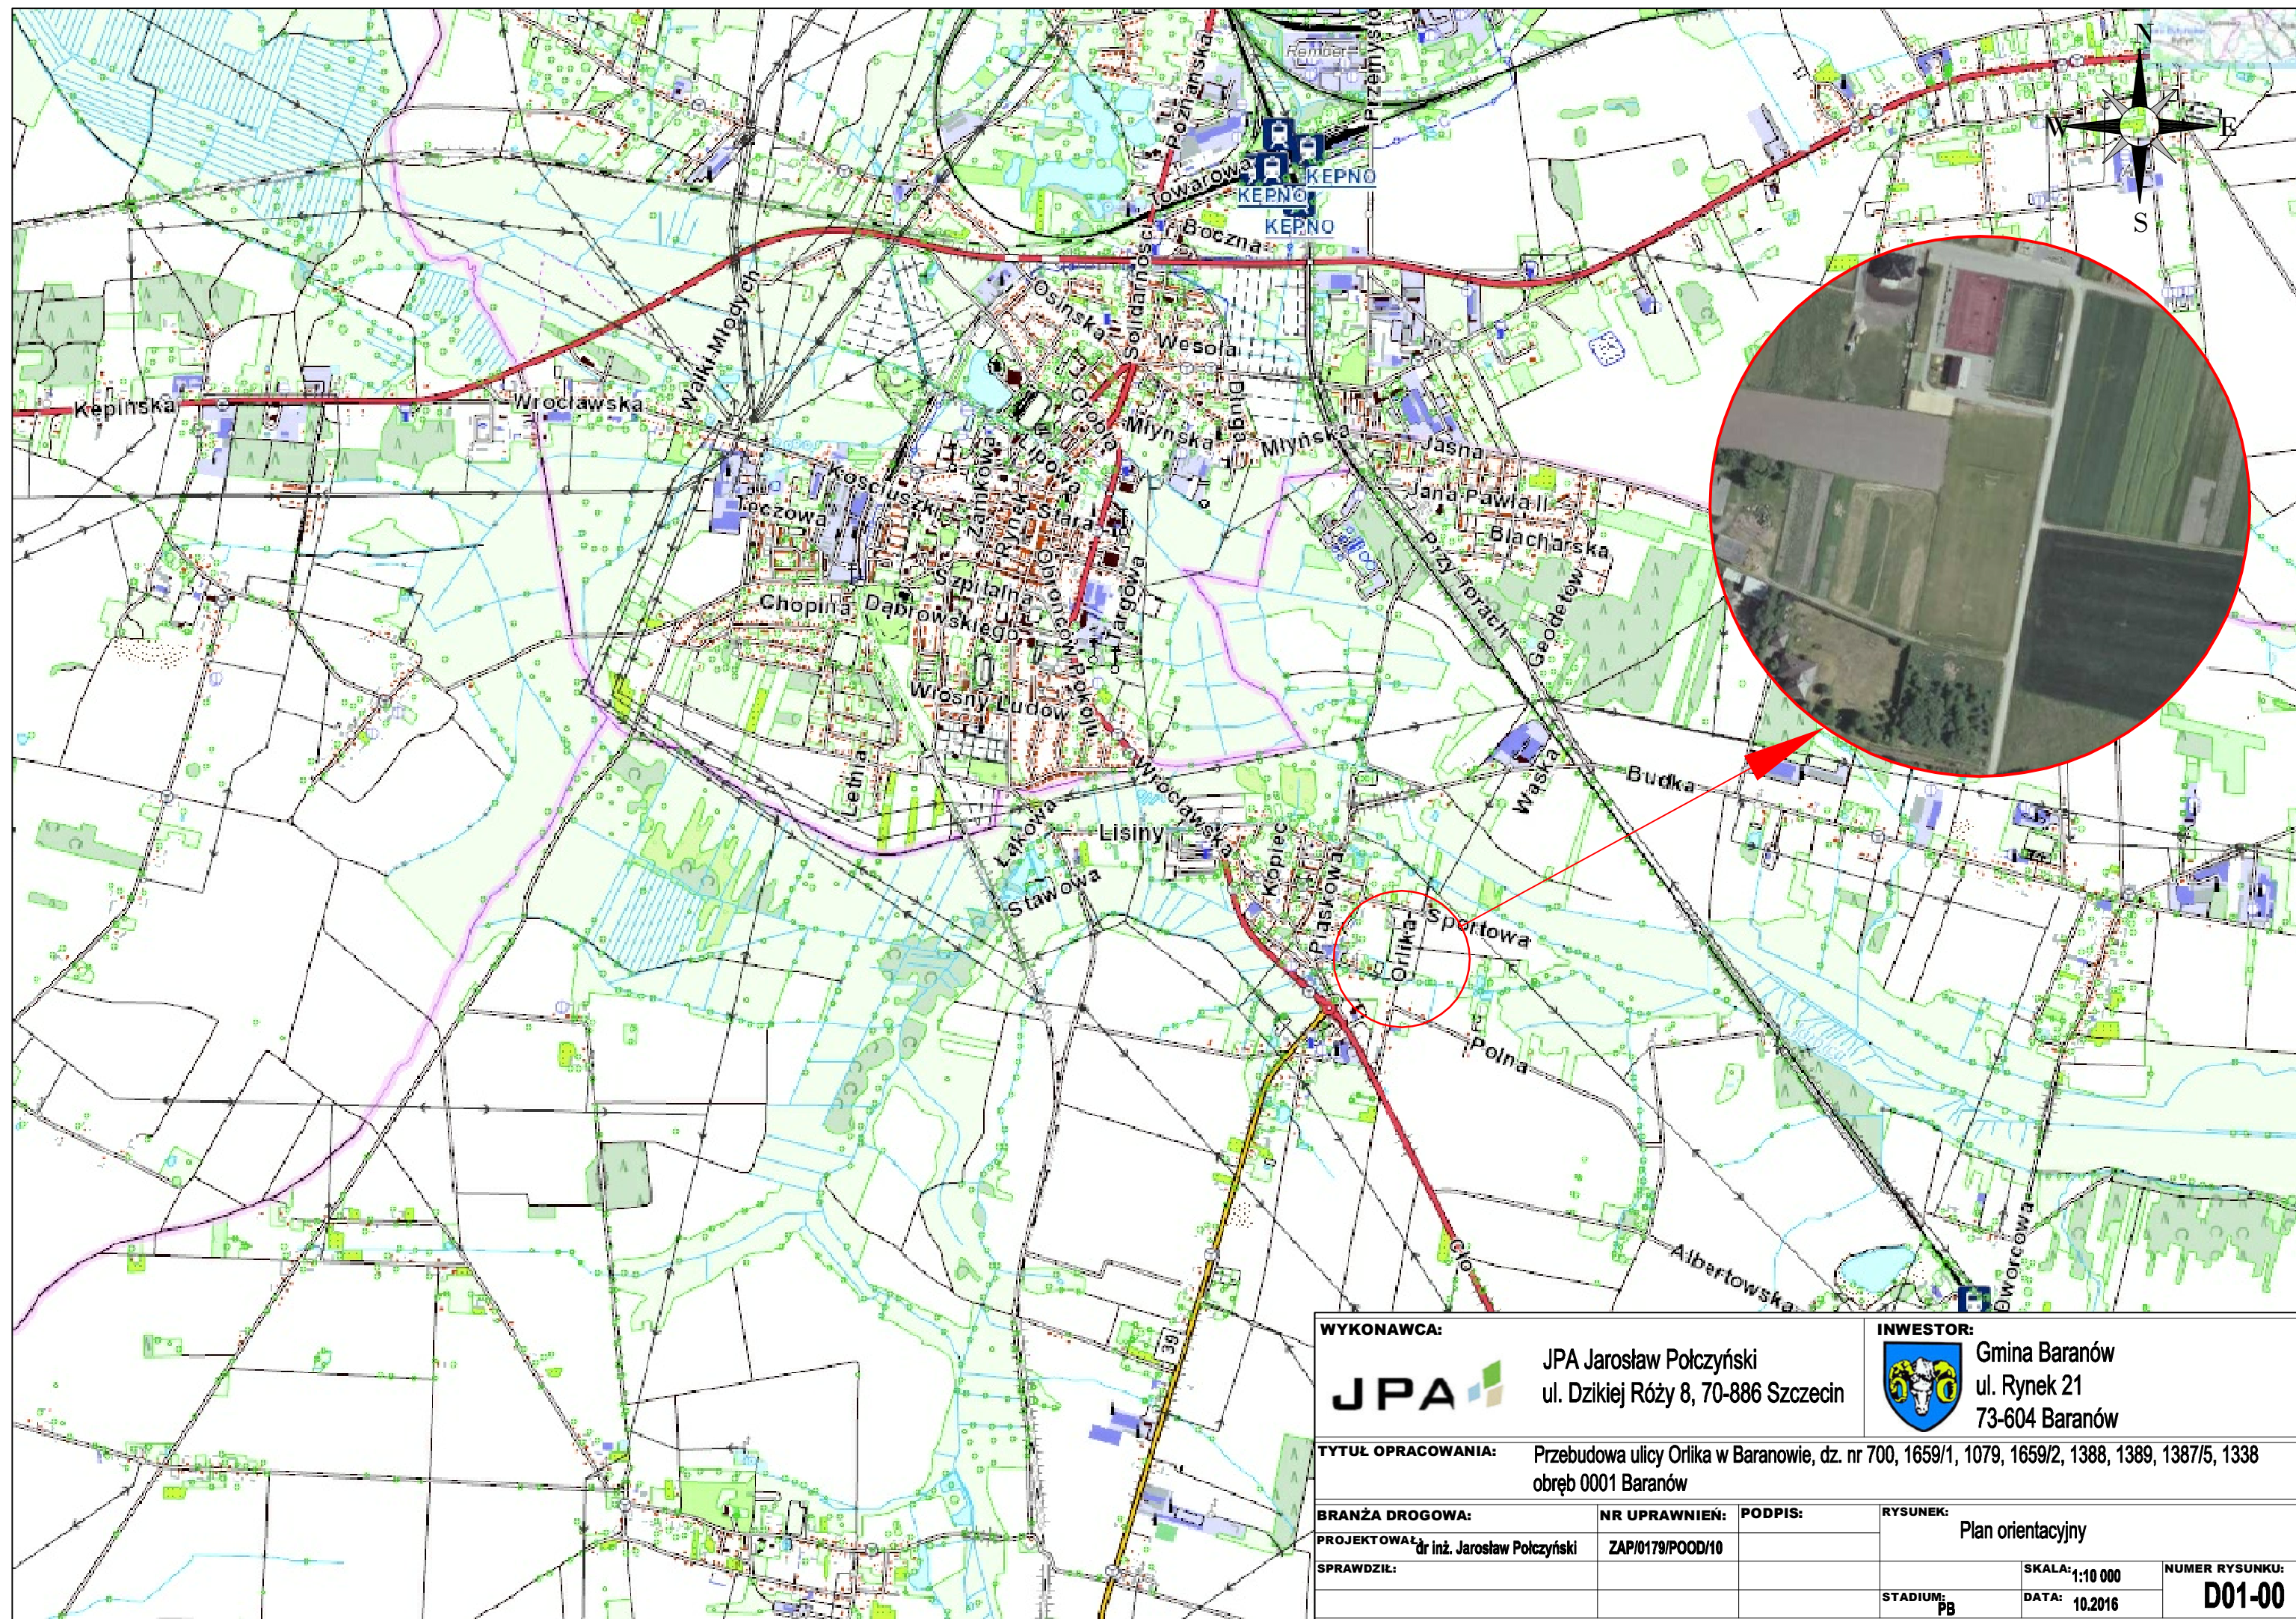 N
W
E
S
Poznańska
Przemysło
Towarow
KĘPNO
KĘPNO
KĘPNO
Boczna
Solidarności
Osińska
Wesoła
Walki Młodych
Kępińska
Wrocławska
Grobla
Długa
Młynska
Młyńska
Jasna
Lipowa
Zamkowa
Kościuszki
Rynek
Stara
Jana Pawła II
Blacharska
Przy Torach
Geodetów
Szpitalna
Targowa
Chopina
Dąbrowskiego
Wiosny Ludów
Letnia
Wrocławska
Wąska
Budka
Łąkowa
Lisiny
Kopiec
Stawowa
Piaskowa
Orlika
Sportowa
Polna
Albertowska
Dworcowa
39
WYKONAWCA:
JPA
JPA Jarosław Połczyński
ul. Dzikiej Róży 8, 70-886 Szczecin
INWESTOR:
Gmina Baranów
ul. Rynek 21
73-604 Baranów
TYTUŁ OPRACOWANIA:
Przebudowa ulicy Orlika w Baranowie, dz. nr 700, 1659/1, 1079, 1659/2, 1388, 1389, 1387/5, 1338
obręb 0001 Baranów
BRANŻA DROGOWA:
NR UPRAWNIEŃ:
PODPIS:
RYSUNEK:
Plan orientacyjny
PROJEKTOWAŁ:
dr inż. Jarosław Połczyński
ZAP/0179/POOD/10
SPRAWDZIŁ:
SKALA: 1:10 000
NUMER RYSUNKU:
STADIUM: PB
DATA: 10.2016
D01-00